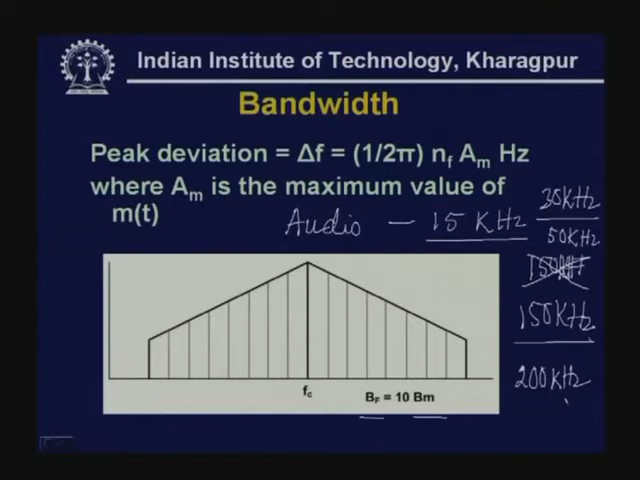 Indian Institute of Technology, Kharagpur
Bandwidth
Peak deviation = Δf = (1/2π) nf Am Hz
where Am is the maximum value of
m(t)
Audio — 15 KHz
30KHz
50KHz
150KHz
200KHz
fc
BF = 10 Bm